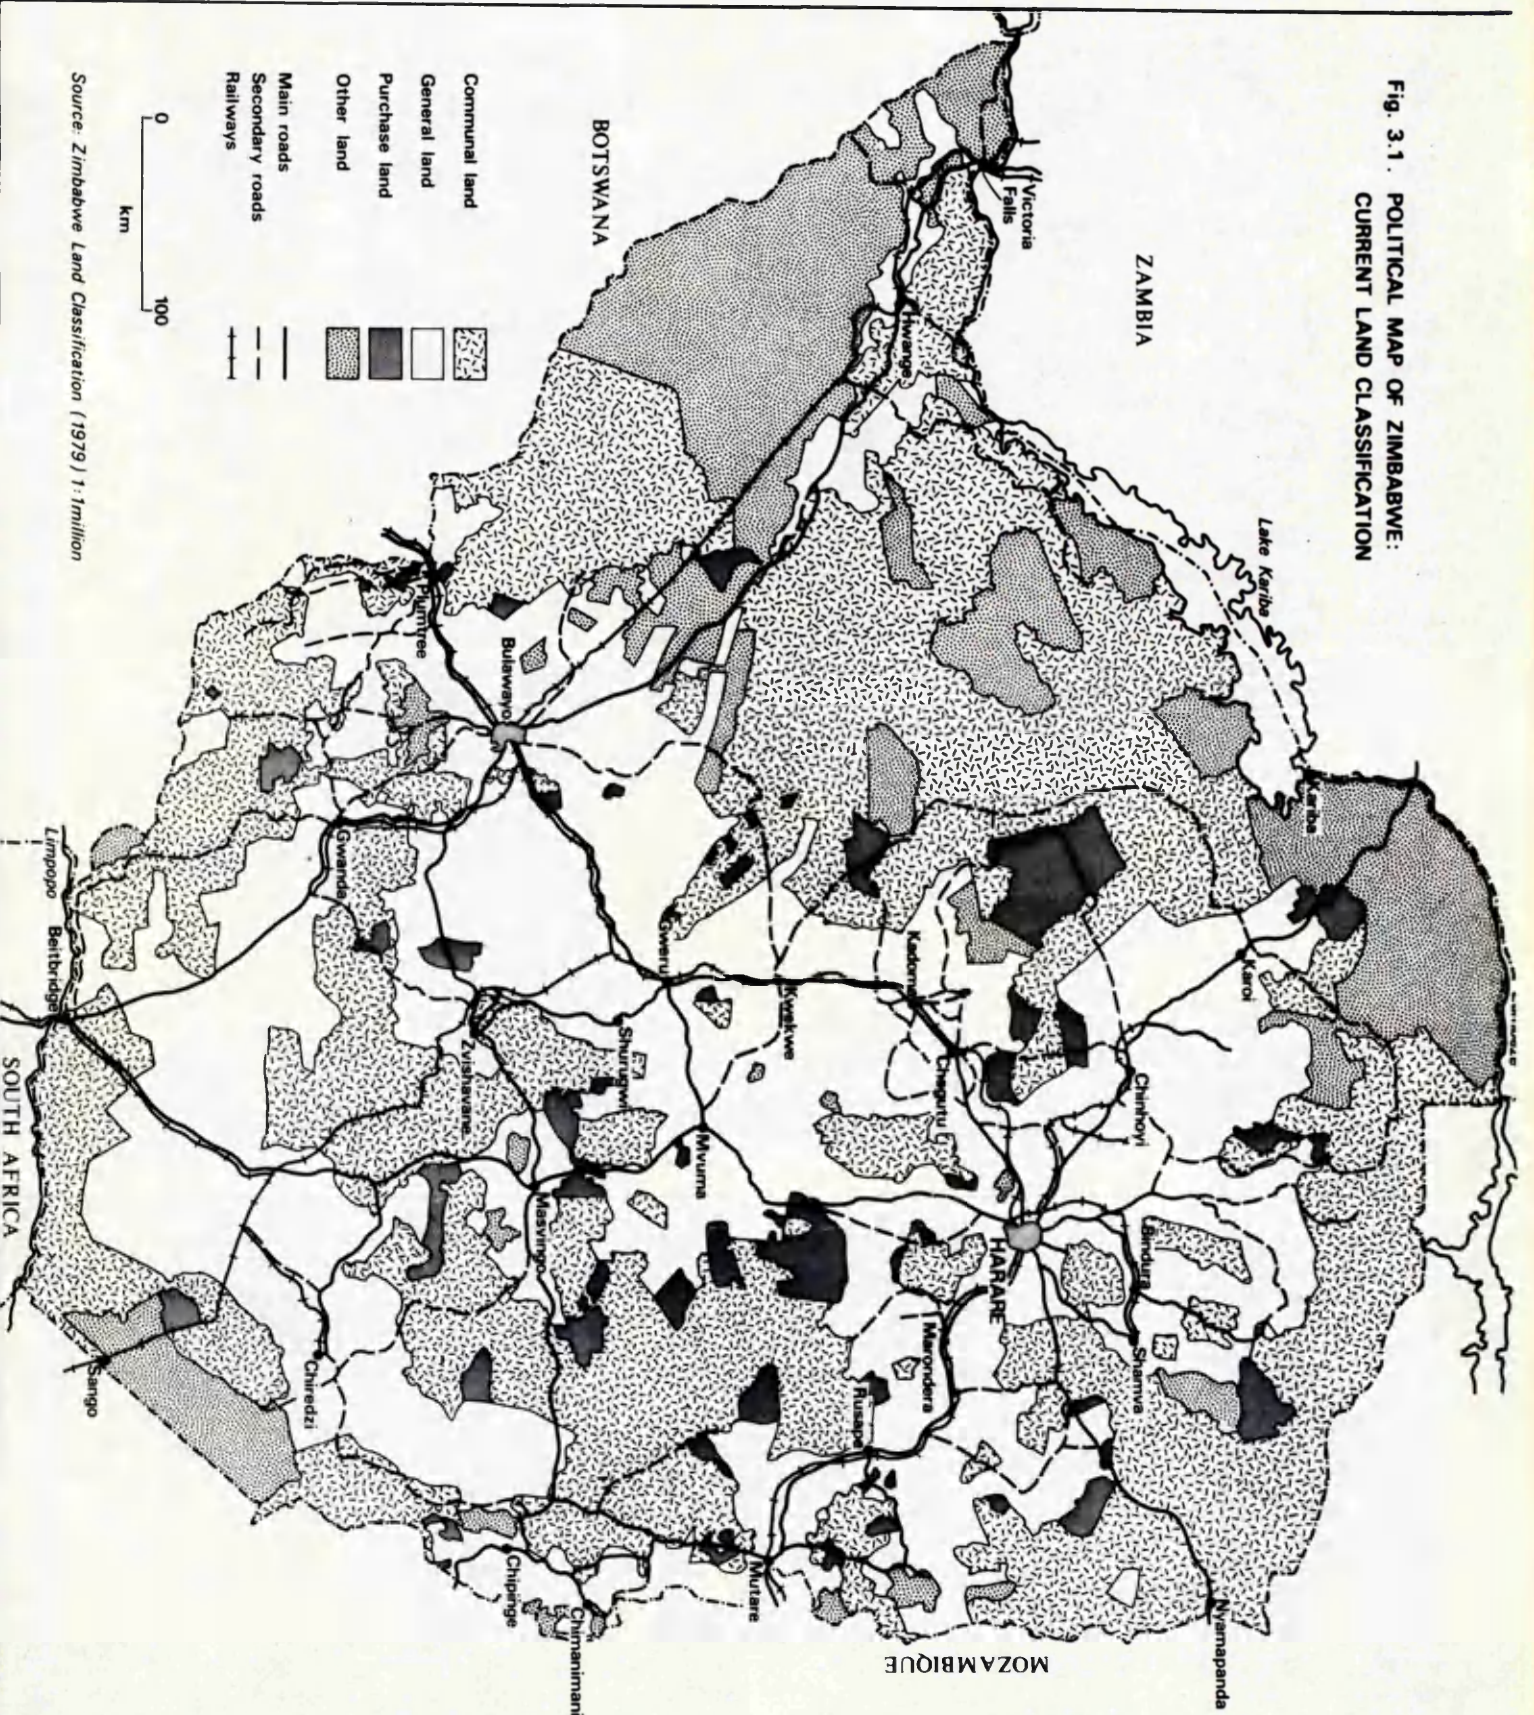 Fig. 3.1. POLITICAL MAP OF ZIMBABWE:
CURRENT LAND CLASSIFICATION
ZAMBIA
Lake Kariba
Victoria
Falls
Hwange
Kariba
Karoi
BOTSWANA
Chinhoyi
Bindura
Shamva
Nyamapanda
Kadoma
Chegutu
HARARE
Marondera
Rusape
Kwekwe
MOZAMBIQUE
Gweru
Mvuma
Mutare
Shurugwi
Bulawayo
Plumtree
Zvishavane
Masvingo
Chimanimani
Chipinge
Gwanda
Chiredzi
Sango
Limpopo
Beitbridge
SOUTH AFRICA
Communal land
General land
Purchase land
Other land
Main roads
Secondary roads
Railways
0 100
km
Source: Zimbabwe Land Classification (1979) 1:1million